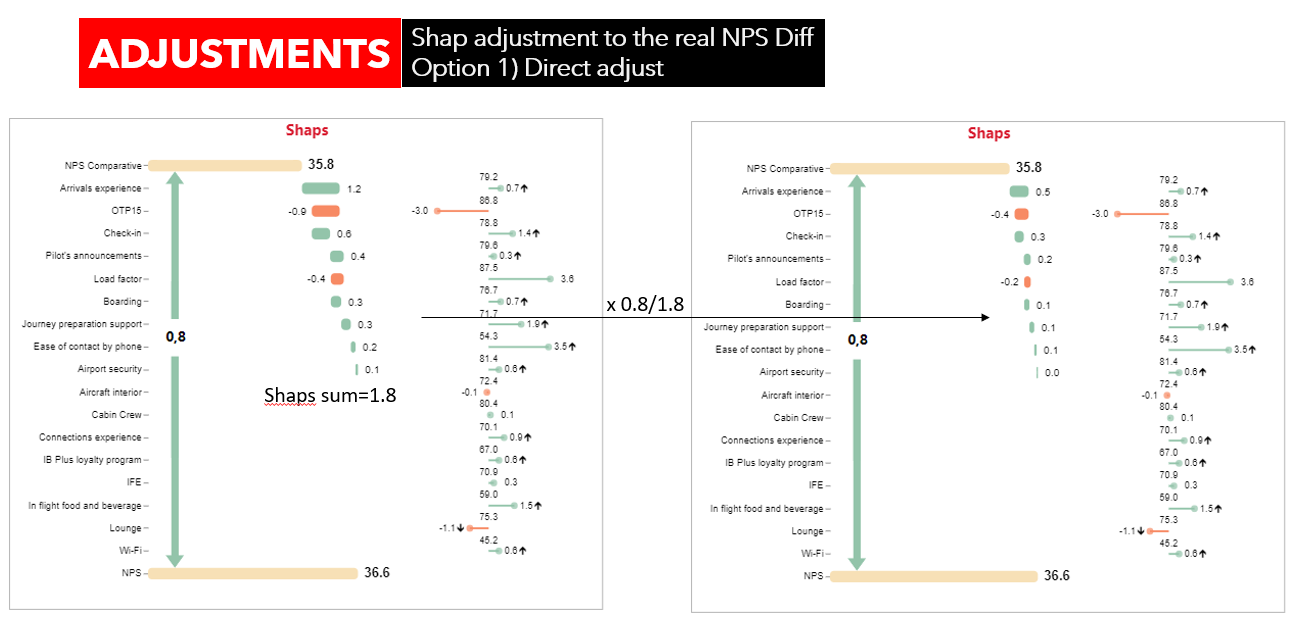 ADJUSTMENTS
Shap adjustment to the real NPS Diff
Option 1) Direct adjust
Shaps
NPS Comparative
35.8
79.2
Arrivals experience
1.2
0.7↑
86.8
OTP15
-0.9
-3.0
78.8
Check-in
0.6
1.4↑
79.6
Pilot's announcements
0.4
0.3↑
87.5
Load factor
-0.4
3.6
76.7
Boarding
0.3
0.7↑
71.7
Journey preparation support
0.3
1.9↑
0,8
54.3
Ease of contact by phone
0.2
3.5↑
81.4
Airport security
0.1
0.6↑
72.4
Aircraft interior
Shaps sum=1.8
-0.1
80.4
Cabin Crew
0.1
70.1
Connections experience
0.9↑
67.0
IB Plus loyalty program
0.6↑
70.9
IFE
0.3
59.0
In flight food and beverage
1.5↑
75.3
Lounge
-1.1↓
45.2
Wi-Fi
0.6↑
NPS
36.6
x 0.8/1.8
Shaps
NPS Comparative
35.8
79.2
Arrivals experience
0.5
0.7↑
86.8
OTP15
-0.4
-3.0
78.8
Check-in
0.3
1.4↑
79.6
Pilot's announcements
0.2
0.3↑
87.5
Load factor
-0.2
3.6
76.7
Boarding
0.1
0.7↑
71.7
Journey preparation support
0.1
1.9↑
0,8
54.3
Ease of contact by phone
0.1
3.5↑
81.4
Airport security
0.0
0.6↑
72.4
Aircraft interior
-0.1
80.4
Cabin Crew
0.1
70.1
Connections experience
0.9↑
67.0
IB Plus loyalty program
0.6↑
70.9
IFE
0.3
59.0
In flight food and beverage
1.5↑
75.3
Lounge
-1.1↓
45.2
Wi-Fi
0.6↑
NPS
36.6